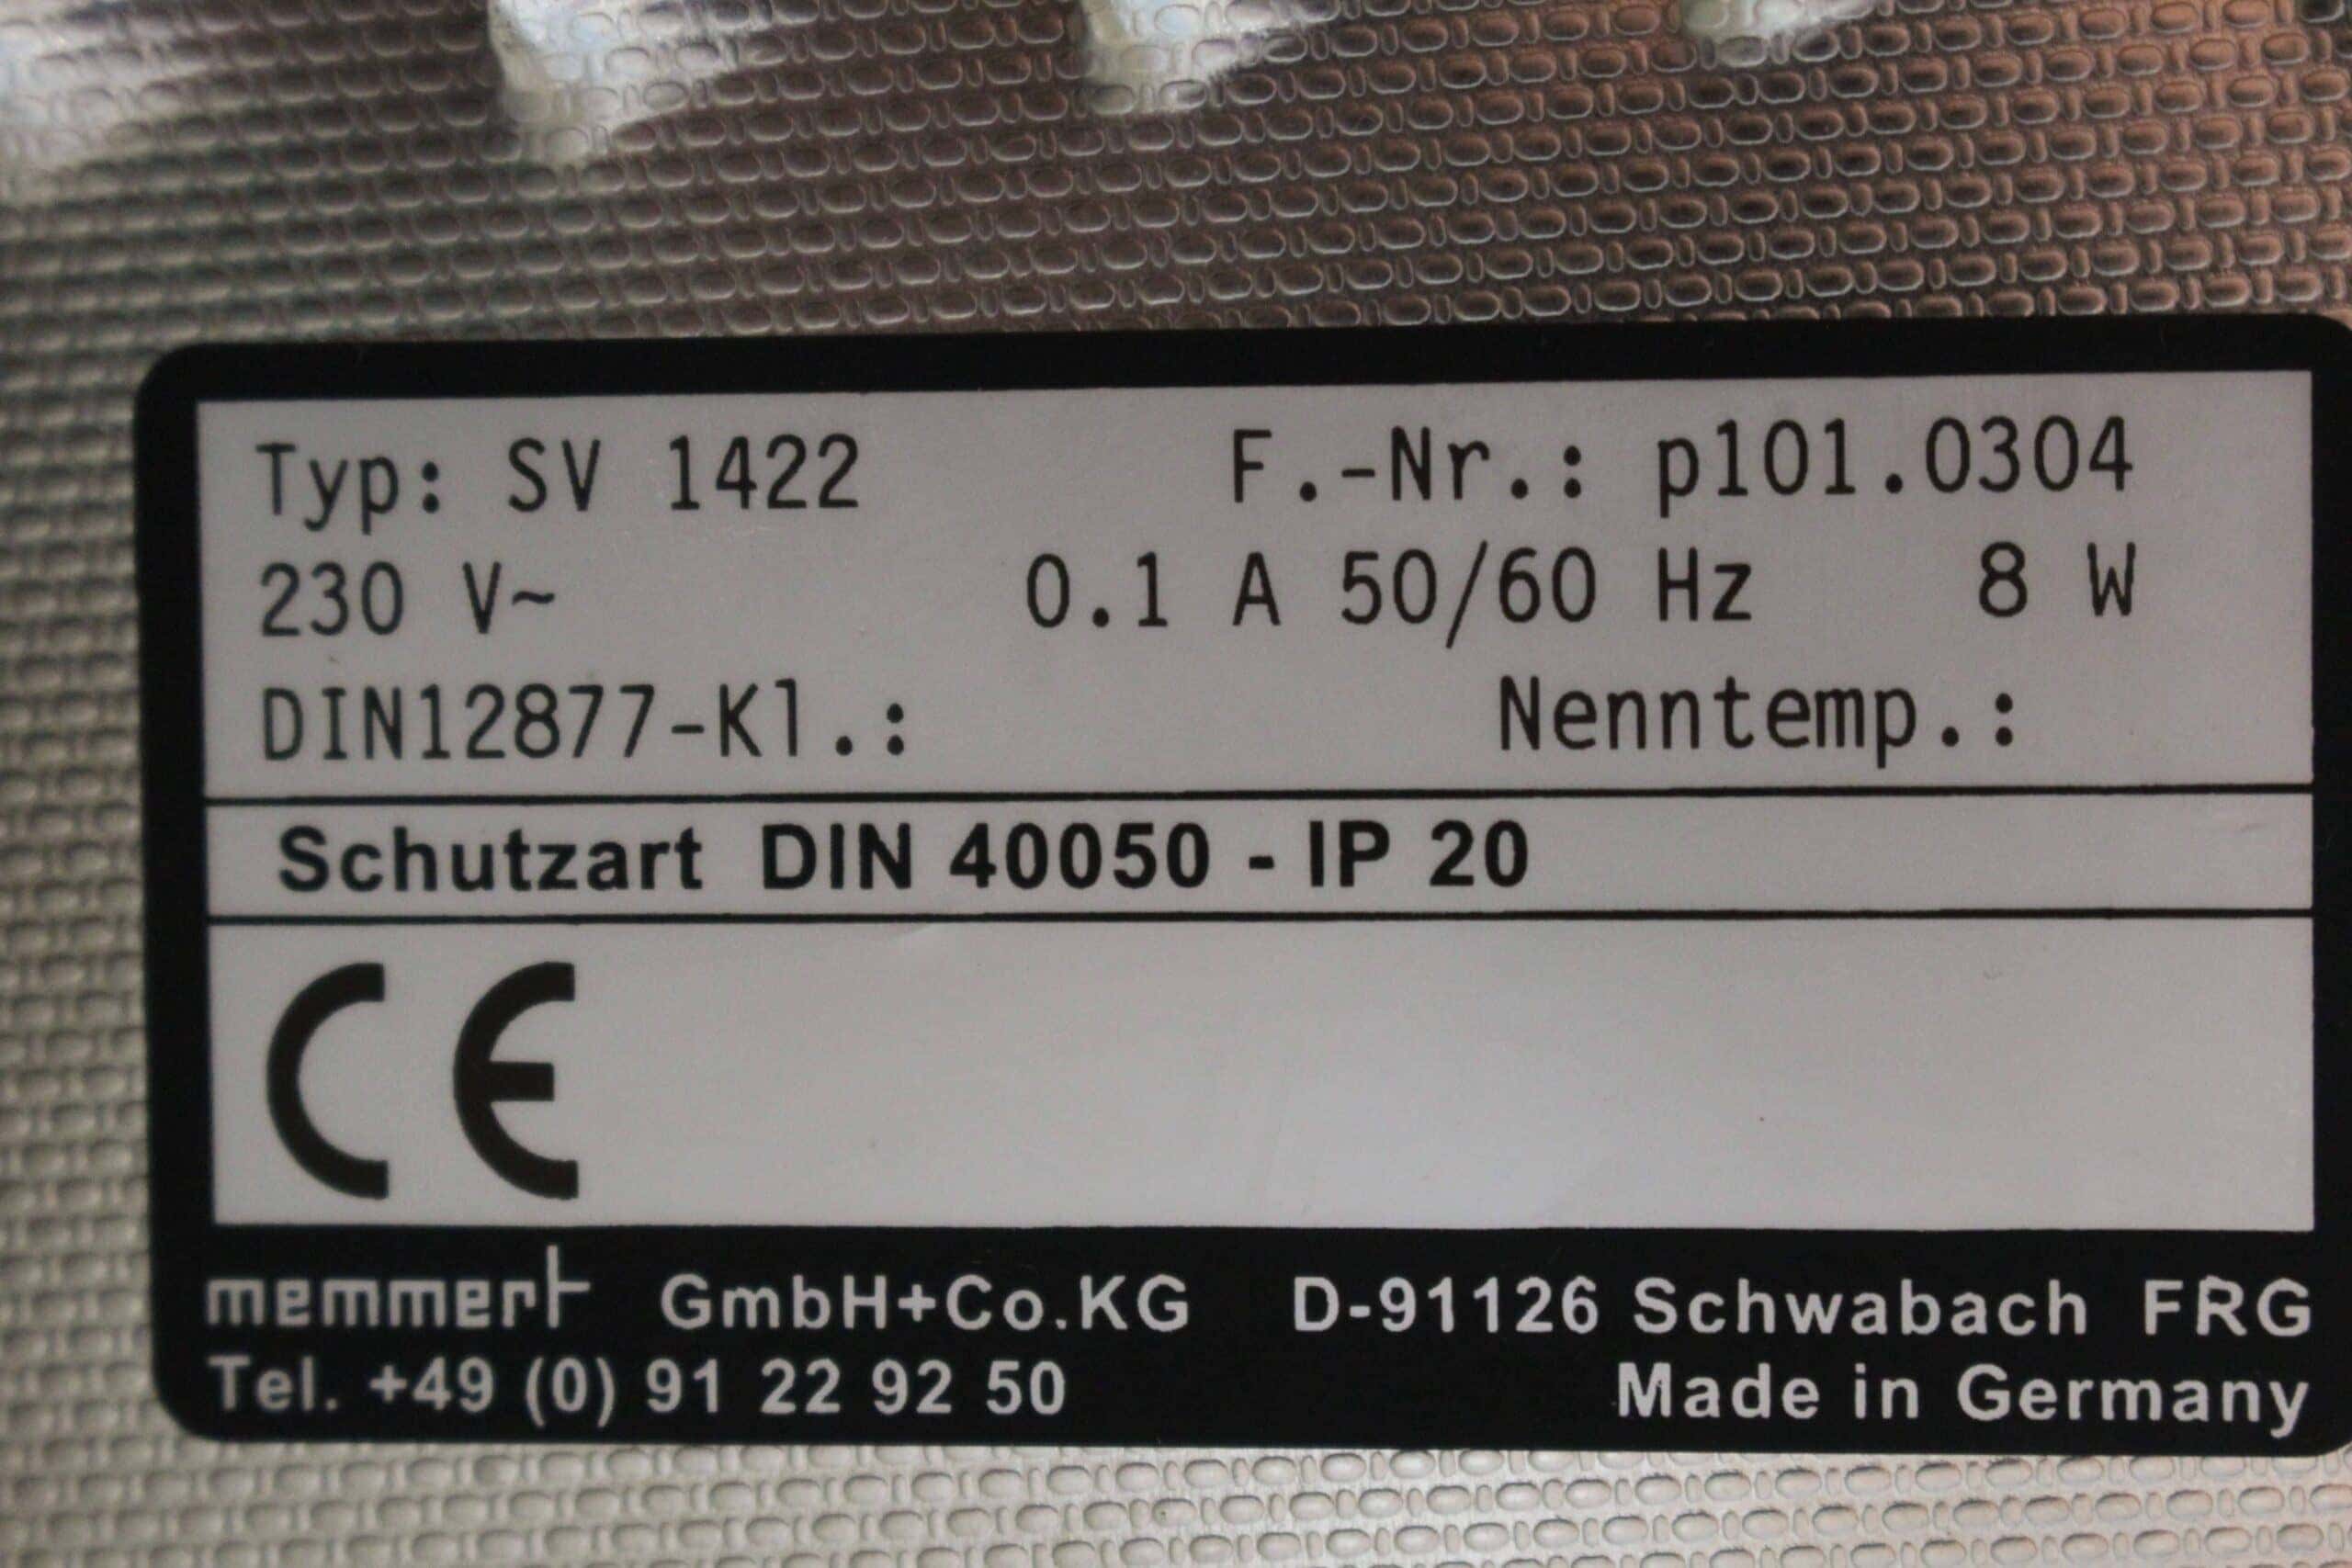 Typ: SV 1422 F.-Nr.: p101.0304
230 V~ 0.1 A 50/60 Hz 8 W
DIN12877-Kl.: Nenntemp.:
Schutzart DIN 40050 - IP 20
CE
memmert GmbH+Co.KG D-91126 Schwabach FRG
Tel. +49 (0) 91 22 92 50 Made in Germany